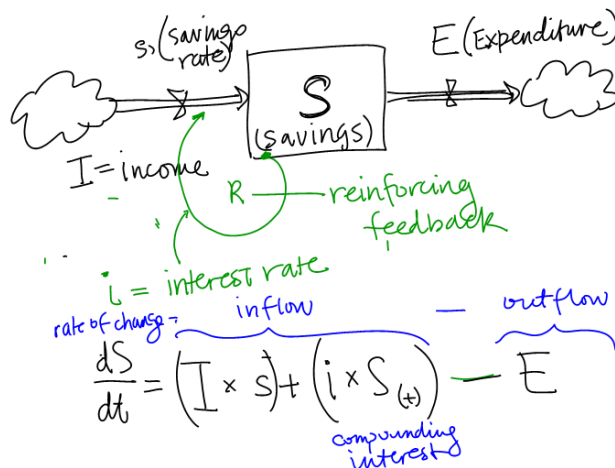 s, (savings
rate)
E (Expenditure)
S
(savings)
I = income
R — reinforcing
feedback
i = interest rate
rate of change = inflow — outflow
dS/dt = (I × s) + (i × S(t)) — E
compounding
interest